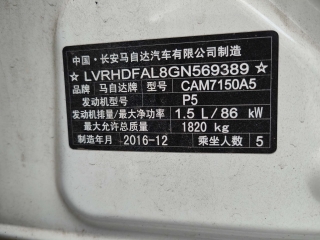 中国·长安马自达汽车有限公司制造
☆LVRHDFAL8GN569389☆
品牌 马自达牌 型号 CAM7150A5
发动机型号 P5
发动机排量/最大净功率 1.5 L/86 kW
最大允许总质量 1820 kg
制造年月 2016-12 乘坐人数 5